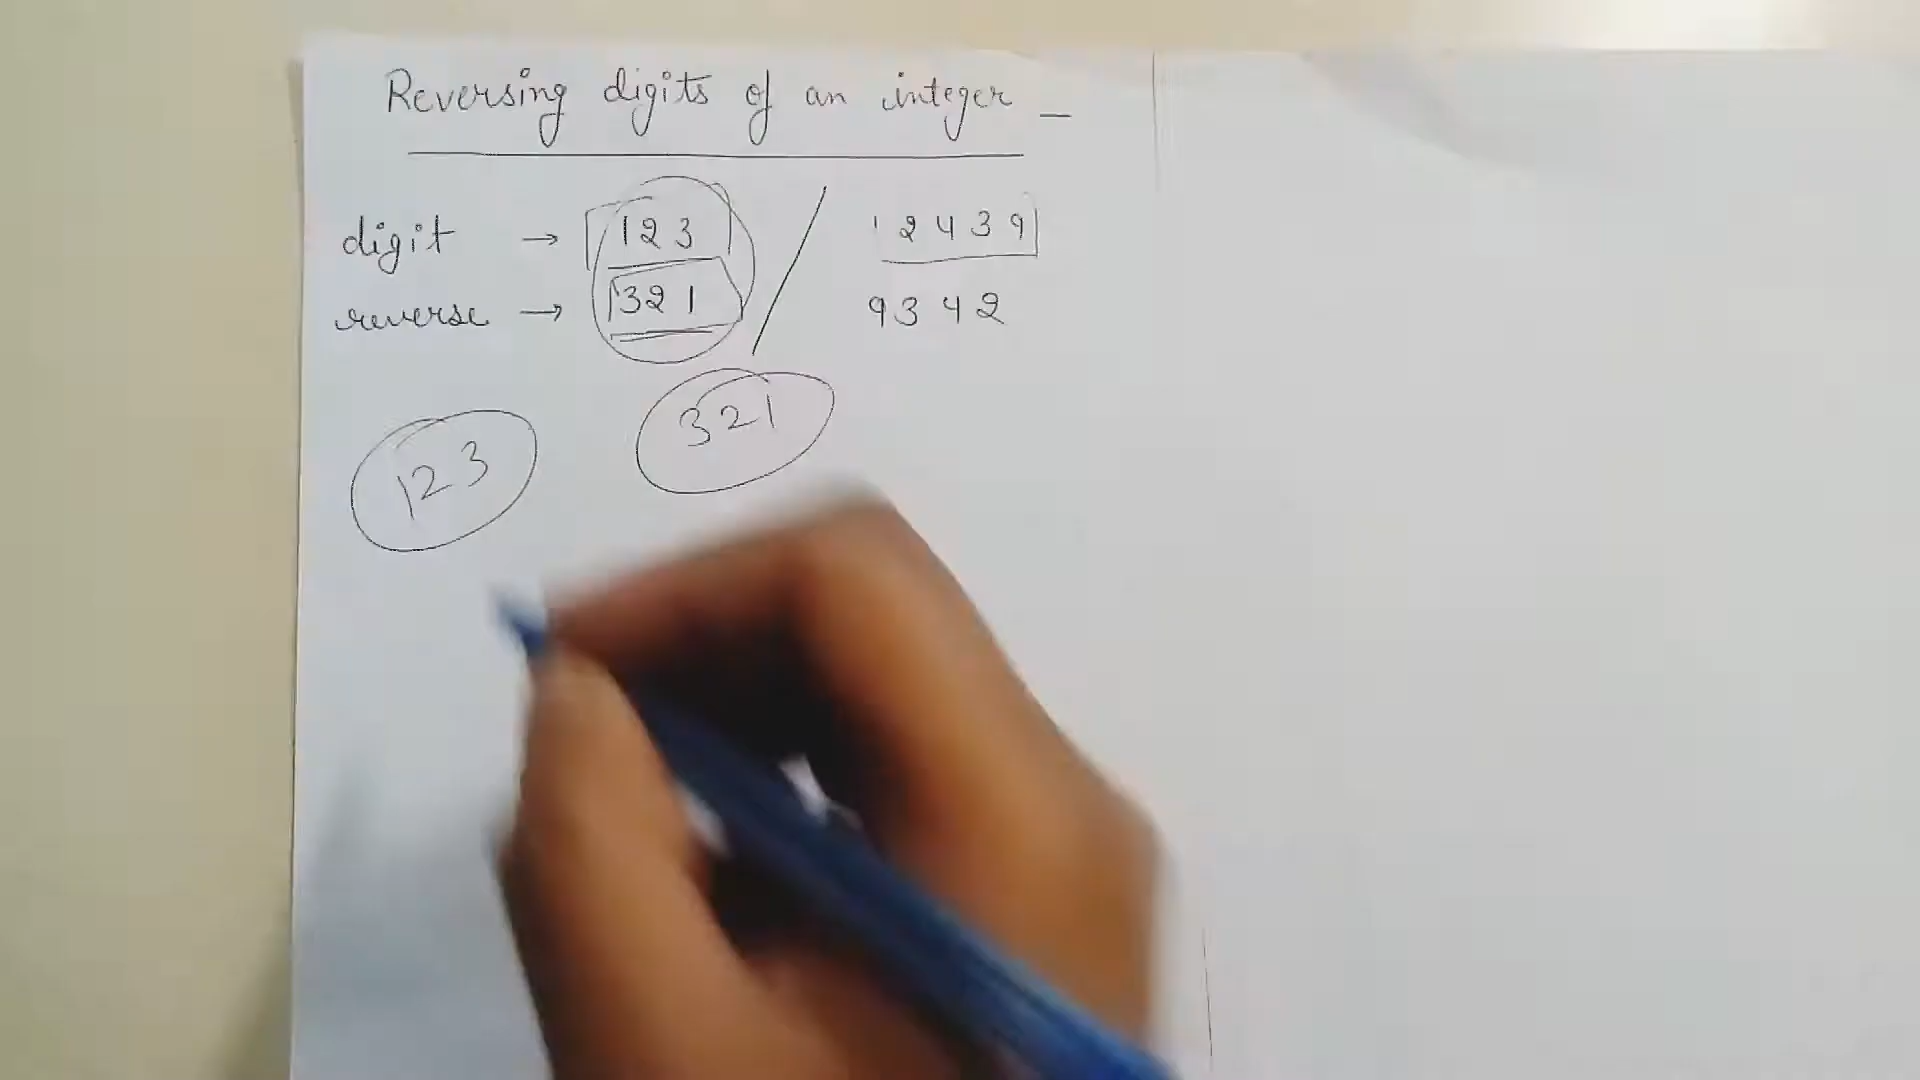 Reversing digits of an integer -
digit → 123 / 12439
reverse → 321 9342
123 321